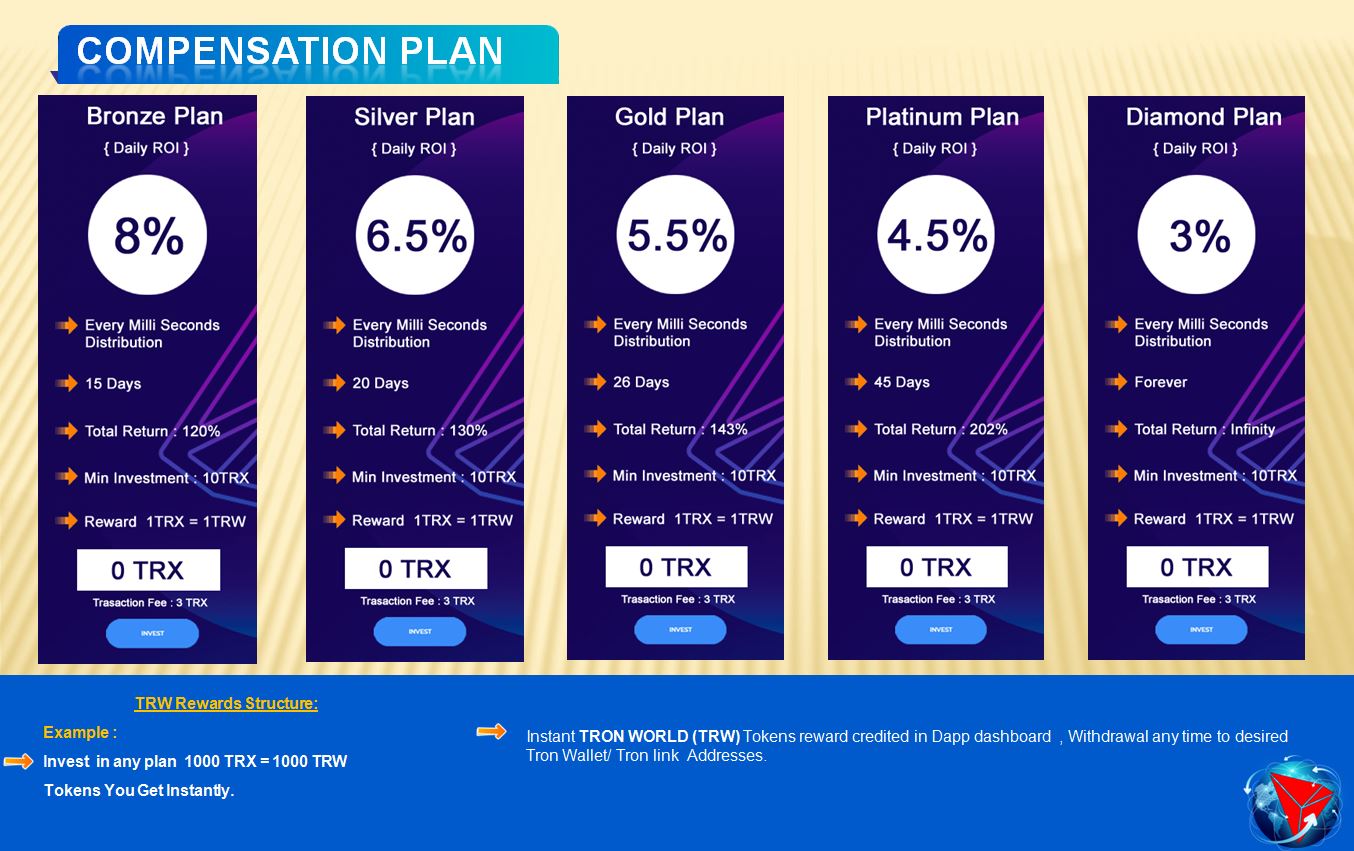 COMPENSATION PLAN
Bronze Plan
{ Daily ROI }
8%
Every Milli Seconds
Distribution
15 Days
Total Return : 120%
Min Investment : 10TRX
Reward 1TRX = 1TRW
0 TRX
Trasaction Fee : 3 TRX
INVEST
Silver Plan
{ Daily ROI }
6.5%
Every Milli Seconds
Distribution
20 Days
Total Return : 130%
Min Investment : 10TRX
Reward 1TRX = 1TRW
0 TRX
Trasaction Fee : 3 TRX
INVEST
Gold Plan
{ Daily ROI }
5.5%
Every Milli Seconds
Distribution
26 Days
Total Return : 143%
Min Investment : 10TRX
Reward 1TRX = 1TRW
0 TRX
Trasaction Fee : 3 TRX
INVEST
Platinum Plan
{ Daily ROI }
4.5%
Every Milli Seconds
Distribution
45 Days
Total Return : 202%
Min Investment : 10TRX
Reward 1TRX = 1TRW
0 TRX
Trasaction Fee : 3 TRX
INVEST
Diamond Plan
{ Daily ROI }
3%
Every Milli Seconds
Distribution
Forever
Total Return : Infinity
Min Investment : 10TRX
Reward 1TRX = 1TRW
0 TRX
Trasaction Fee : 3 TRX
INVEST
TRW Rewards Structure:
Example :
Invest in any plan 1000 TRX = 1000 TRW
Tokens You Get Instantly.
Instant TRON WORLD (TRW) Tokens reward credited in Dapp dashboard , Withdrawal any time to desired
Tron Wallet/ Tron link Addresses.